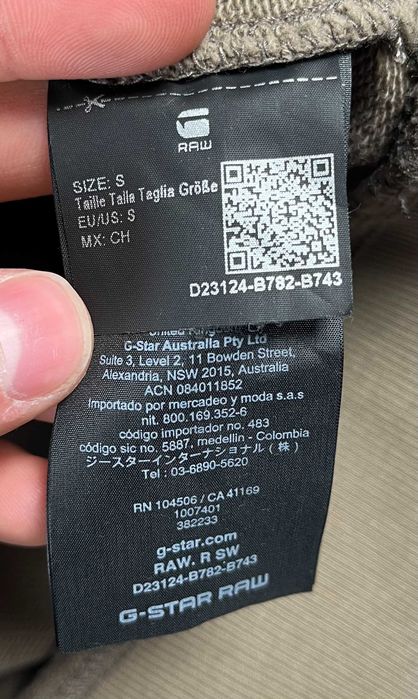 RAW
SIZE: S
Taille Talla Taglia Größe
EU/US: S
MX: CH
D23124-B782-B743
United Kingdom
G-Star Australia Pty Ltd
Suite 3, Level 2, 11 Bowden Street,
Alexandria, NSW 2015, Australia
ACN 084011852
Importado por mercadeo y moda s.a.s
nit. 800.169.352-6
código importador no. 483
código sic no. 5887, medellin - Colombia
ジースターインターナショナル（株）
Tel : 03-6890-5620
RN 104506 / CA 41169
1007401
382233
g-star.com
RAW. R SW
D23124-B782-B743
G-STAR RAW